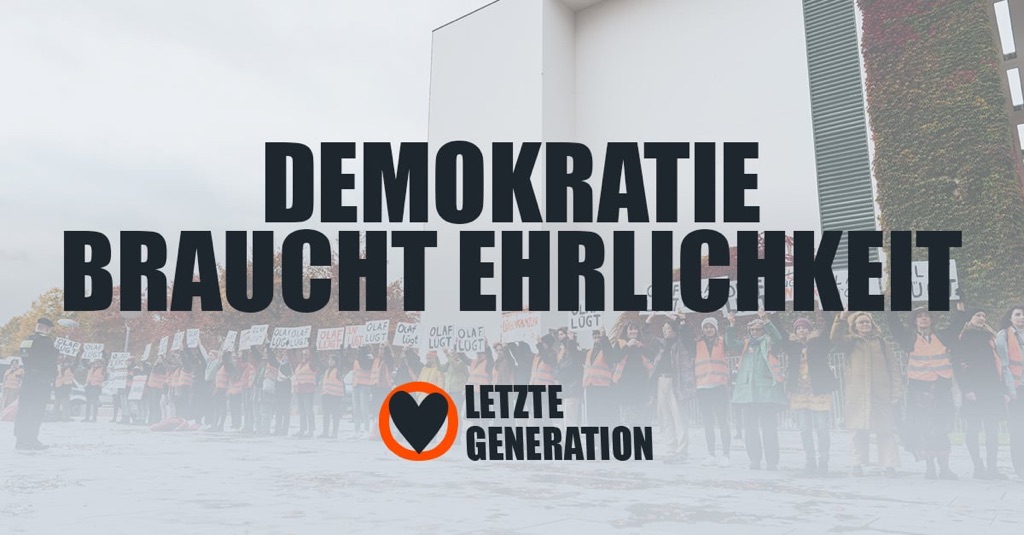 DEMOKRATIE
BRAUCHT EHRLICHKEIT
OLAF
LÜGT
OLAF
LÜGT
OLAF
LÜGT
OLAF
LÜGT
OLAF
LÜGT
LETZTE
GENERATION